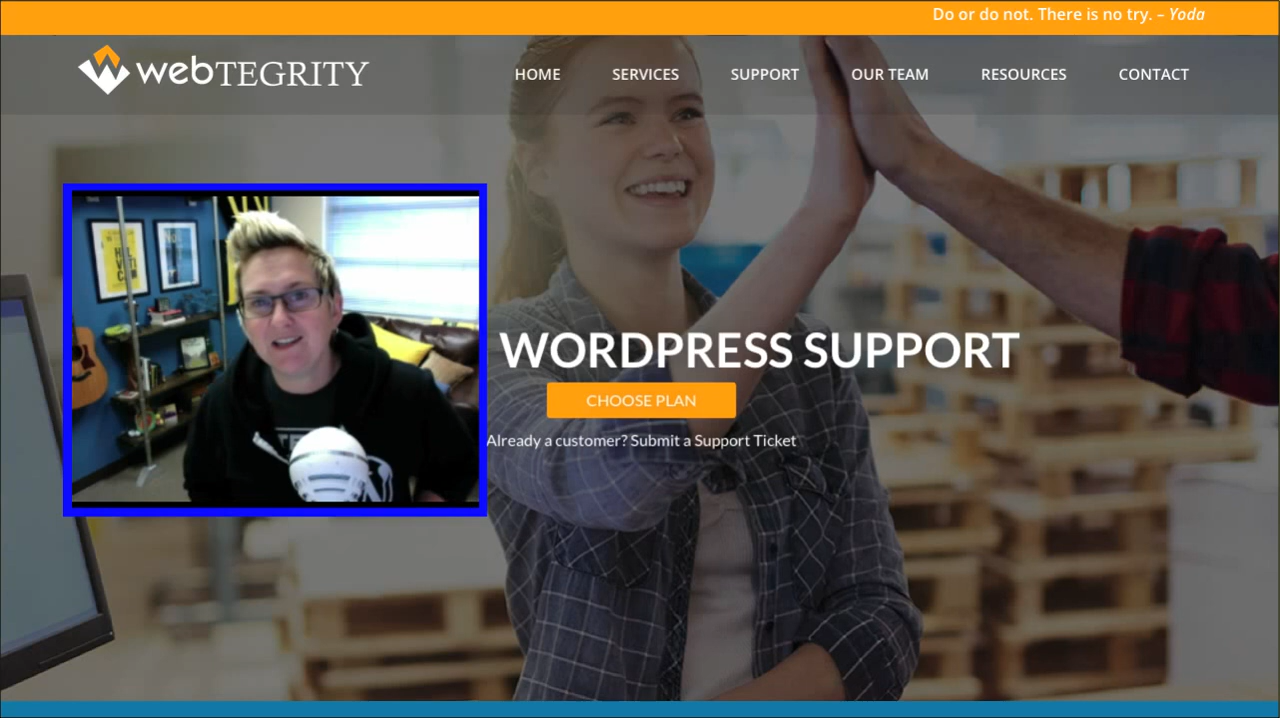 Do or do not. There is no try. – Yoda
webTEGRITY
HOME SERVICES SUPPORT OUR TEAM RESOURCES CONTACT
WORDPRESS SUPPORT
CHOOSE PLAN
Already a customer? Submit a Support Ticket